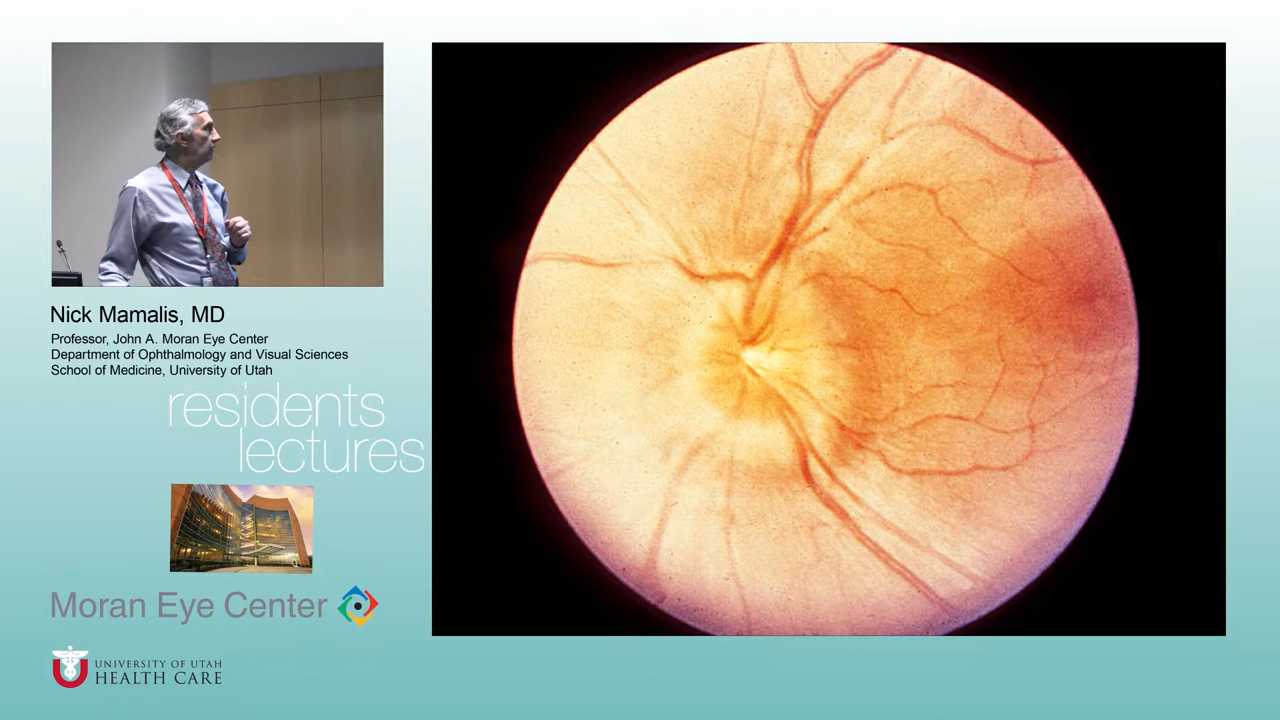 Nick Mamalis, MD
Professor, John A. Moran Eye Center
Department of Ophthalmology and Visual Sciences
School of Medicine, University of Utah
residents
lectures
Moran Eye Center
UNIVERSITY OF UTAH
HEALTH CARE